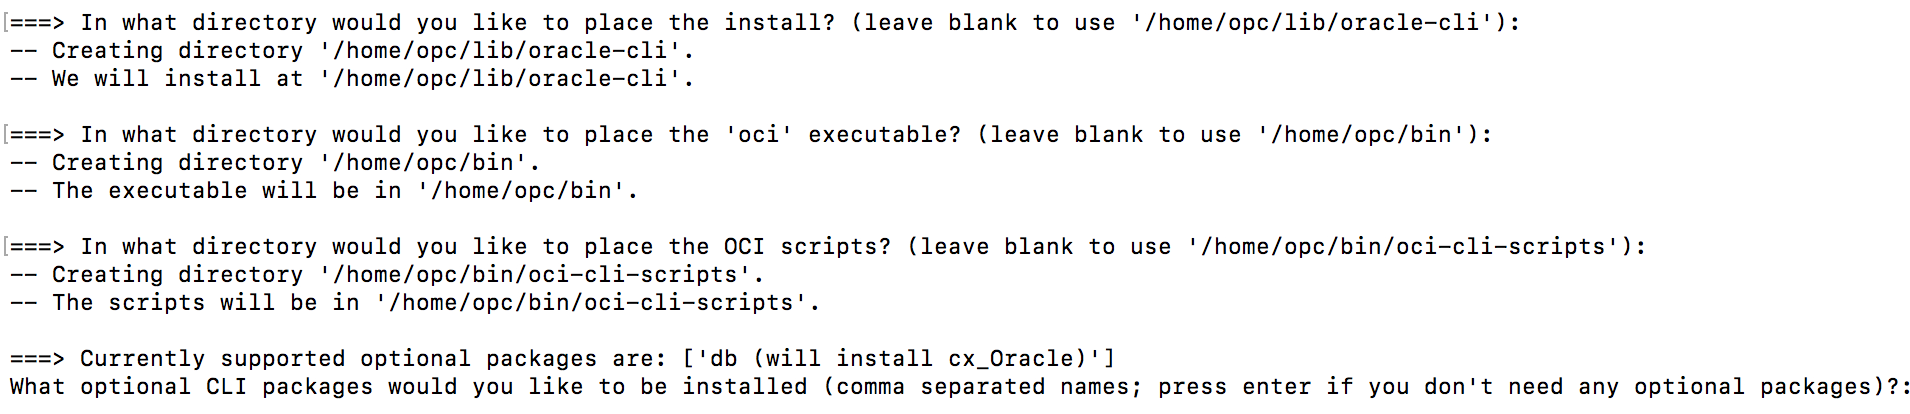 [===> In what directory would you like to place the install? (leave blank to use '/home/opc/lib/oracle-cli'):
-- Creating directory '/home/opc/lib/oracle-cli'.
-- We will install at '/home/opc/lib/oracle-cli'.
[===> In what directory would you like to place the 'oci' executable? (leave blank to use '/home/opc/bin'):
-- Creating directory '/home/opc/bin'.
-- The executable will be in '/home/opc/bin'.
[===> In what directory would you like to place the OCI scripts? (leave blank to use '/home/opc/bin/oci-cli-scripts'):
-- Creating directory '/home/opc/bin/oci-cli-scripts'.
-- The scripts will be in '/home/opc/bin/oci-cli-scripts'.
===> Currently supported optional packages are: ['db (will install cx_Oracle)']
What optional CLI packages would you like to be installed (comma separated names; press enter if you don't need any optional packages)?: